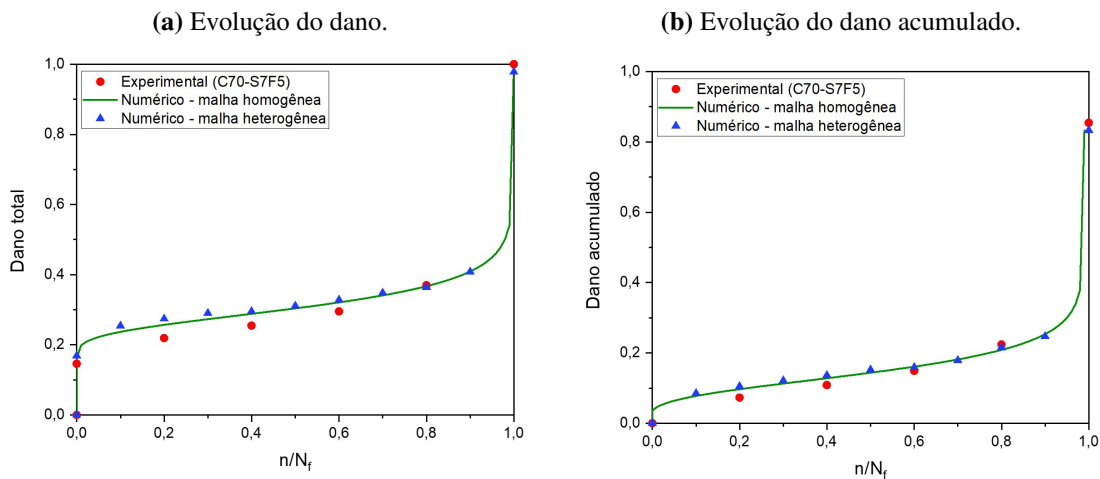 (a) Evolução do dano.
1,0
0,8
0,6
0,4
0,2
0,0
Dano total
Experimental (C70-S7F5)
Numérico - malha homogênea
Numérico - malha heterogênea
0,0 0,2 0,4 0,6 0,8 1,0
n/Nf
(b) Evolução do dano acumulado.
1,0
0,8
0,6
0,4
0,2
0,0
Dano acumulado
Experimental (C70-S7F5)
Numérico - malha homogênea
Numérico - malha heterogênea
0,0 0,2 0,4 0,6 0,8 1,0
n/Nf